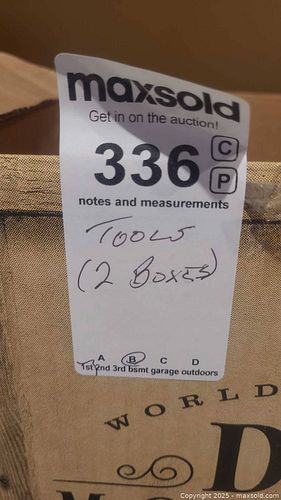 maxsold
Get in on the auction!
336 C
P
notes and measurements
TOOLS
(2 BOXES)
A B C D
1st 2nd 3rd bsmt garage outdoors
WORLD
D
Copyright 2025 - maxsold.com